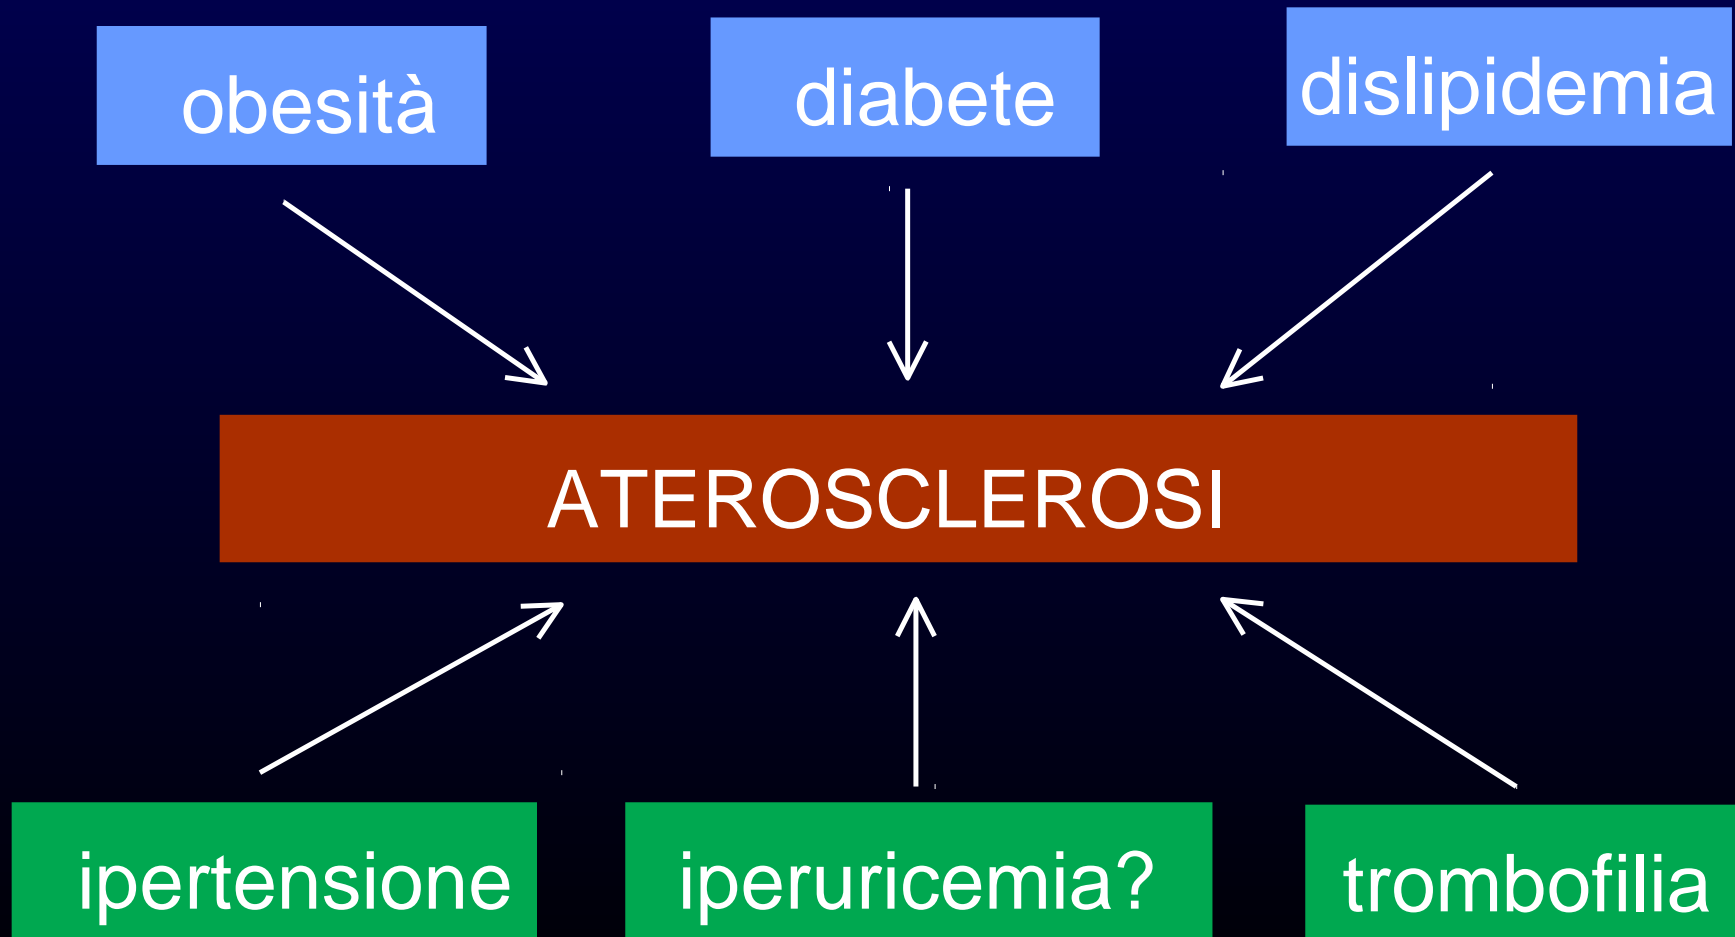 obesità
diabete
dislipidemia
ATEROSCLEROSI
ipertensione
iperuricemia?
trombofilia